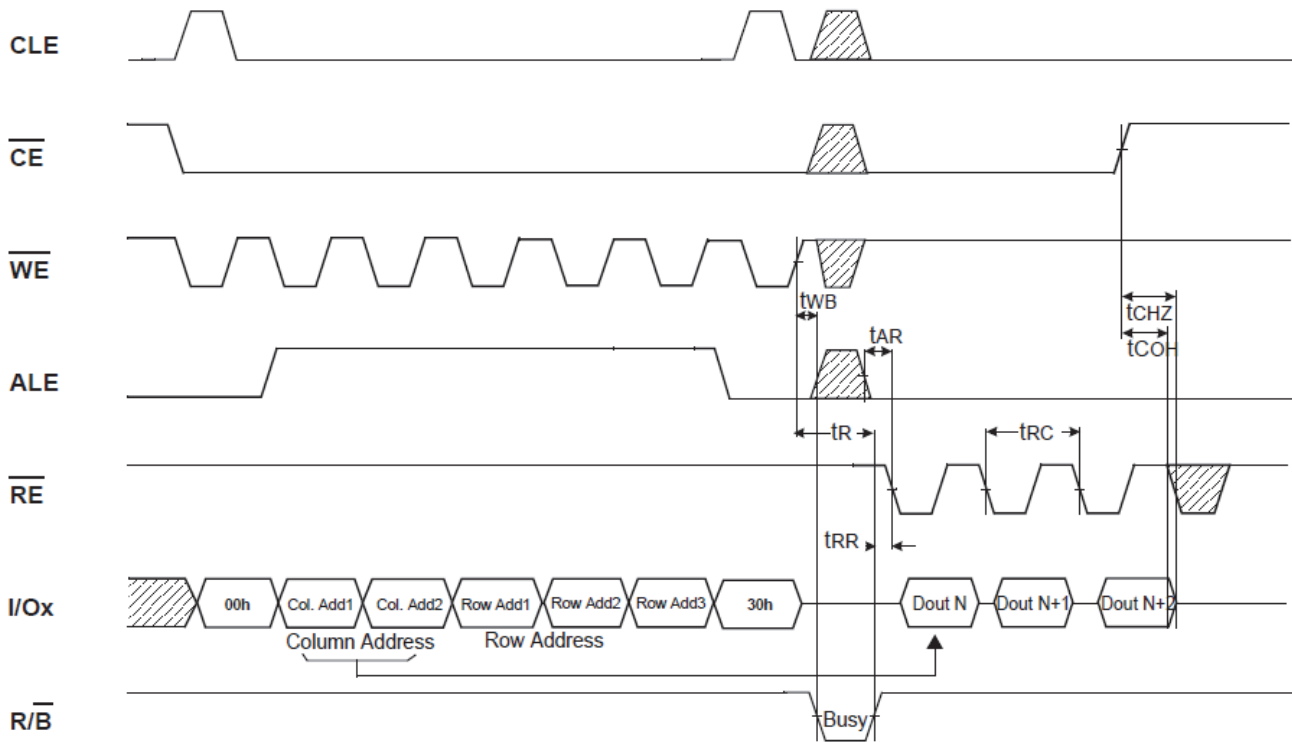 CLE
CE
WE
tWB
tCHZ
tAR
tCOH
ALE
tR
tRC
RE
tRR
I/Ox
00h
Col. Add1
Col. Add2
Row Add1
Row Add2
Row Add3
30h
Dout N
Dout N+1
Dout N+2
Column Address
Row Address
R/B
Busy